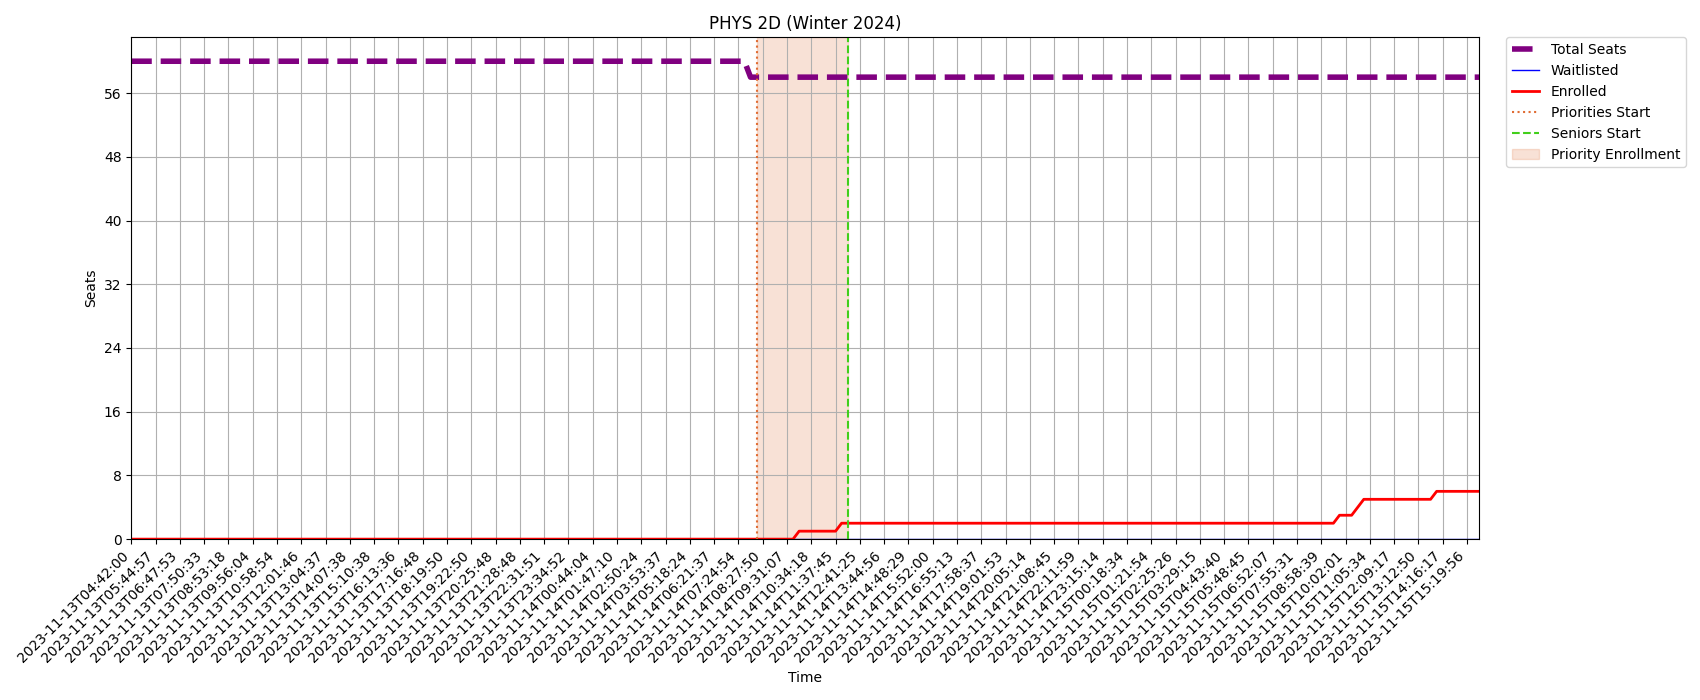 PHYS 2D (Winter 2024)
Total Seats
Waitlisted
Enrolled
Priorities Start
Seniors Start
Priority Enrollment
Seats
56
48
40
32
24
16
8
0
2023-11-13T04:42:00
2023-11-13T05:44:57
2023-11-13T06:47:53
2023-11-13T07:50:33
2023-11-13T08:53:18
2023-11-13T09:56:04
2023-11-13T10:58:54
2023-11-13T12:01:46
2023-11-13T13:04:37
2023-11-13T14:07:38
2023-11-13T15:10:38
2023-11-13T16:13:36
2023-11-13T17:16:48
2023-11-13T18:19:50
2023-11-13T19:22:50
2023-11-13T20:25:48
2023-11-13T21:28:48
2023-11-13T22:31:51
2023-11-13T23:34:52
2023-11-14T00:44:04
2023-11-14T01:47:10
2023-11-14T02:50:24
2023-11-14T03:53:37
2023-11-14T05:18:24
2023-11-14T06:21:37
2023-11-14T07:24:54
2023-11-14T08:27:50
2023-11-14T09:31:07
2023-11-14T10:34:18
2023-11-14T11:37:45
2023-11-14T12:41:25
2023-11-14T13:44:56
2023-11-14T14:48:29
2023-11-14T15:52:00
2023-11-14T16:55:13
2023-11-14T17:58:37
2023-11-14T19:01:53
2023-11-14T20:05:14
2023-11-14T21:08:45
2023-11-14T22:11:59
2023-11-14T23:15:14
2023-11-15T00:18:34
2023-11-15T01:21:54
2023-11-15T02:25:26
2023-11-15T03:29:15
2023-11-15T04:43:40
2023-11-15T05:48:45
2023-11-15T06:52:07
2023-11-15T07:55:31
2023-11-15T08:58:39
2023-11-15T10:02:01
2023-11-15T11:05:34
2023-11-15T12:09:17
2023-11-15T13:12:50
2023-11-15T14:16:17
2023-11-15T15:19:56
Time